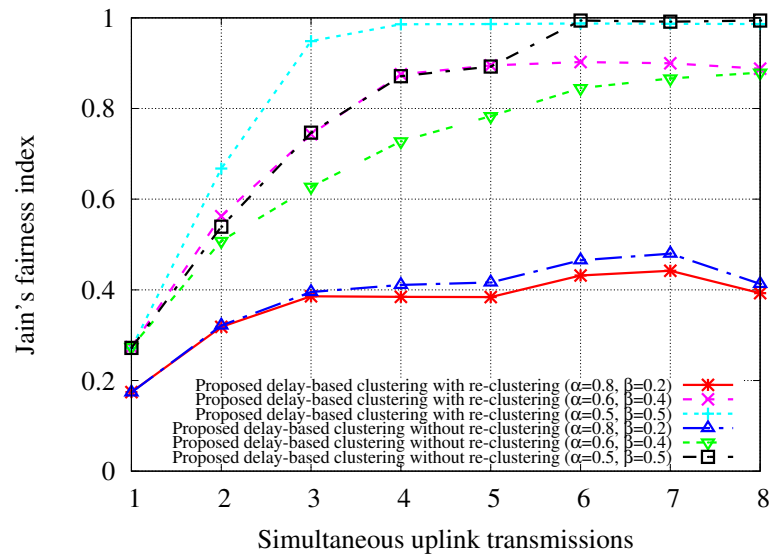 Jain's fairness index
1
0.8
0.6
0.4
0.2
0
Proposed delay-based clustering with re-clustering (α=0.8, β=0.2)
Proposed delay-based clustering with re-clustering (α=0.6, β=0.4)
Proposed delay-based clustering with re-clustering (α=0.5, β=0.5)
Proposed delay-based clustering without re-clustering (α=0.8, β=0.2)
Proposed delay-based clustering without re-clustering (α=0.6, β=0.4)
Proposed delay-based clustering without re-clustering (α=0.5, β=0.5)
1 2 3 4 5 6 7 8
Simultaneous uplink transmissions